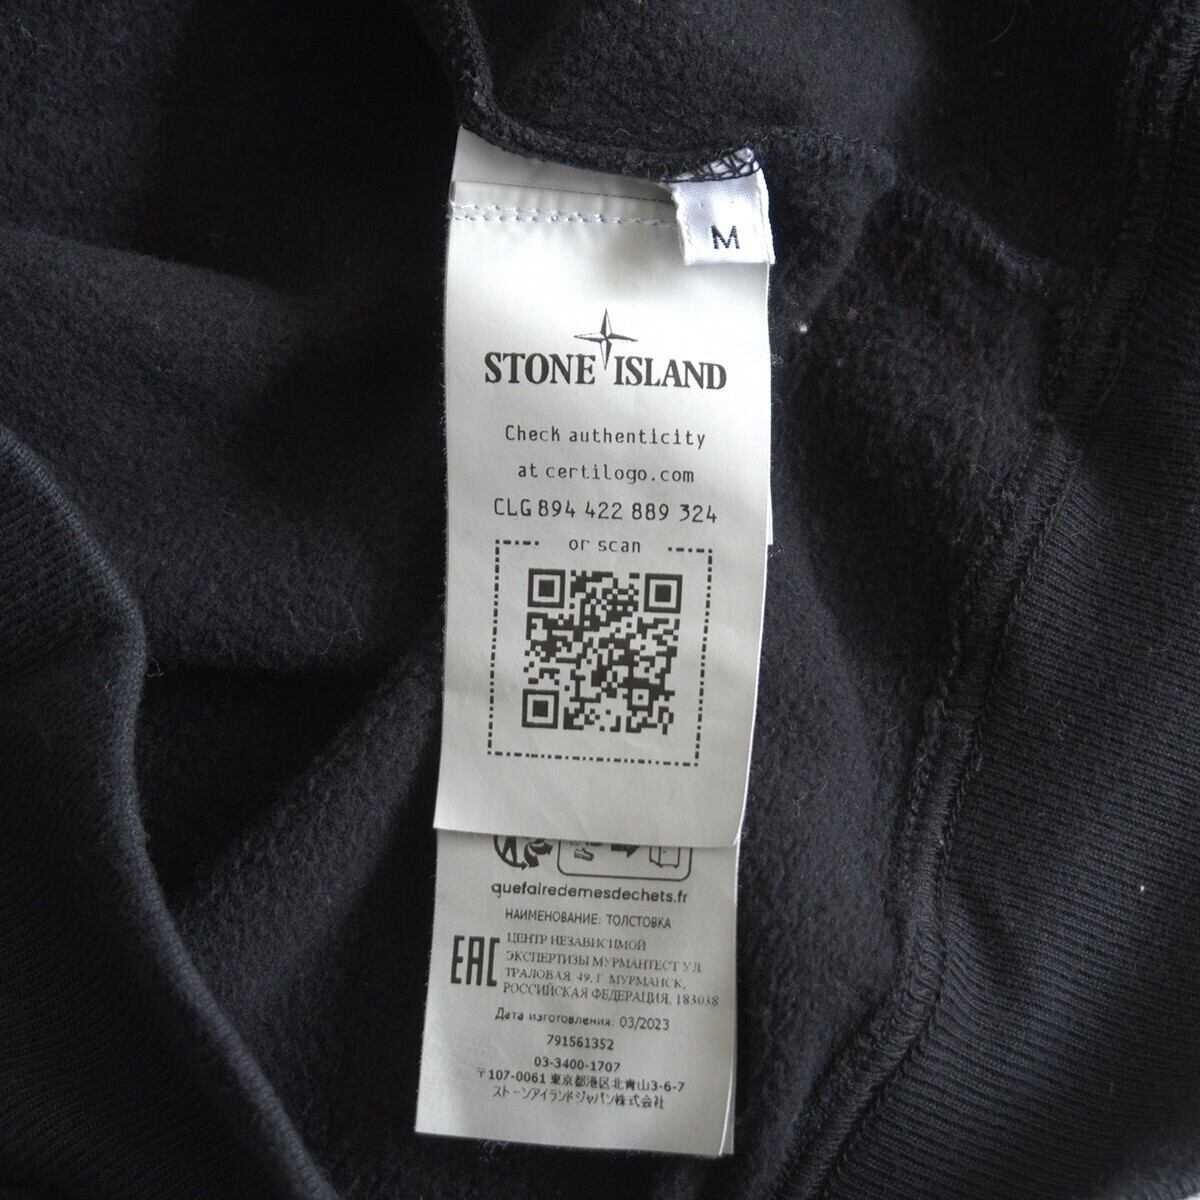 M
STONE ISLAND
Check authenticity
at certilogo.com
CLG 894 422 889 324
or scan
quefairedemesdechets.fr
НАИМЕНОВАНИЕ: ТОЛСТОВКА
EAC
ЦЕНТР НЕЗАВИСИМОЙ
ЭКСПЕРТИЗЫ МУРМАНТЕСТ УЛ.
ТРАЛОВАЯ, 49, Г. МУРМАНСК,
РОССИЙСКАЯ ФЕДЕРАЦИЯ, 183038
Дата изготовления: 03/2023
791561352
03-3400-1707
〒107-0061 東京都港区北青山3-6-7
ストーンアイランドジャパン株式会社